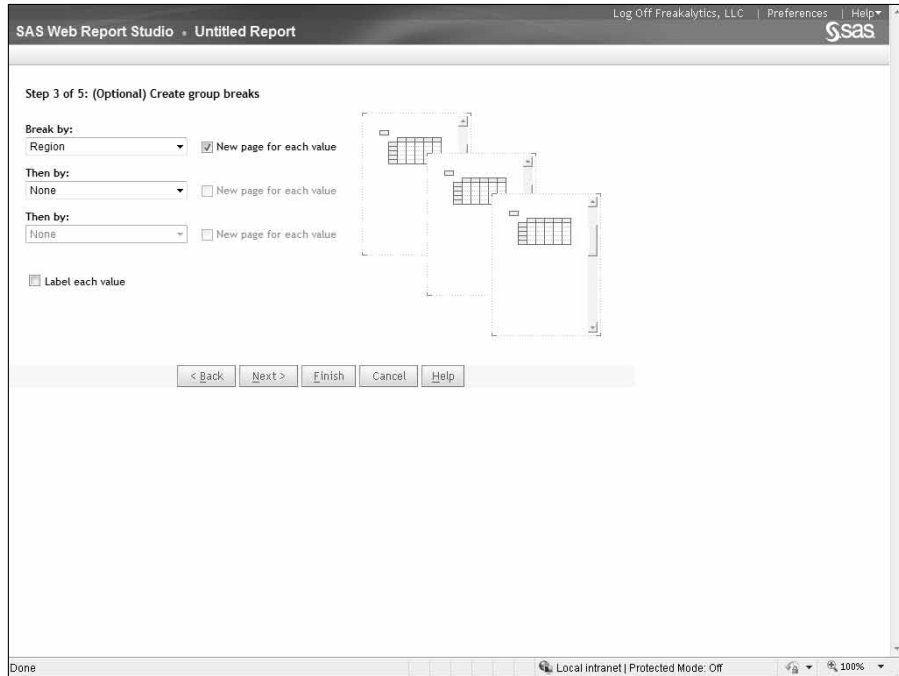 Log Off Freakalytics, LLC | Preferences | Help
SAS Web Report Studio • Untitled Report
sas
Step 3 of 5: (Optional) Create group breaks
Break by:
Region
New page for each value
Then by:
None
New page for each value
Then by:
None
New page for each value
Label each value
< Back
Next >
Finish
Cancel
Help
Done
Local intranet | Protected Mode: Off
100%